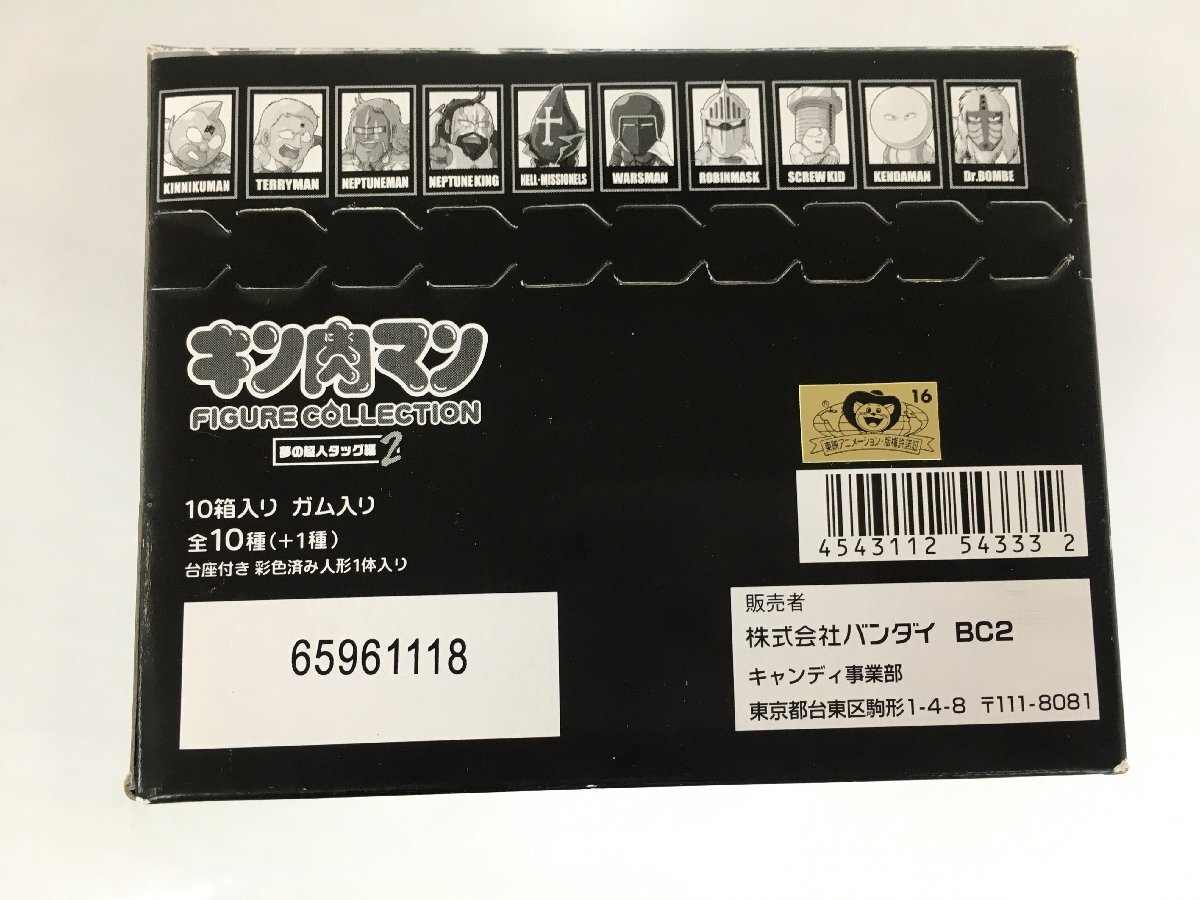 KINNIKUMAN TERRYMAN NEPTUNEMAN NEPTUNE KING HELL·MISSIONELS WARSMAN ROBINMASK SCREW KID KENDAMAN Dr.BOMBE
キン肉マン
にく
FIGURE COLLECTION
夢の超人タッグ編 2
10箱入り ガム入り
全10種(+1種)
台座付き 彩色済み人形1体入り
65961118
16
®
東映アニメーション・版権許諾証
4543112 54333 2
販売者
株式会社バンダイ BC2
キャンディ事業部
東京都台東区駒形1-4-8 〒111-8081